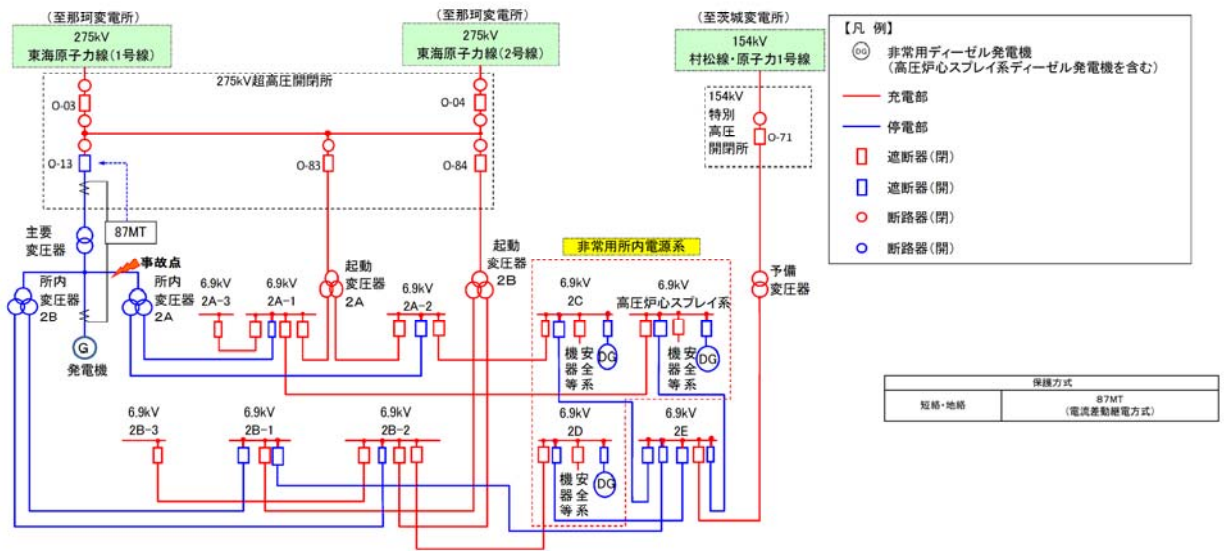 (至那珂変電所)
275kV
東海原子力線(1号線)
(至那珂変電所)
275kV
東海原子力線(2号線)
(至茨城変電所)
154kV
村松線・原子力1号線
275kV超高圧開閉所
O-03
O-04
O-13
O-83
O-84
154kV
特別
高圧
開閉所
O-71
【凡 例】
DG
非常用ディーゼル発電機
(高圧炉心スプレイ系ディーゼル発電機を含む)
充電部
停電部
遮断器(閉)
遮断器(開)
断路器(閉)
断路器(開)
主要
変圧器
87MT
事故点
所内
変圧器
2B
所内
変圧器
2A
G
発電機
起動
変圧器
2A
起動
変圧器
2B
予備
変圧器
非常用所内電源系
6.9kV
2A-3
6.9kV
2A-1
6.9kV
2A-2
6.9kV
2C
6.9kV
高圧炉心スプレイ系
安全系
機器等
DG
安全系
機器等
DG
6.9kV
2B-3
6.9kV
2B-1
6.9kV
2B-2
6.9kV
2D
6.9kV
2E
安全系
機器等
DG
保護方式
短絡・地絡
87MT
(電流差動継電方式)